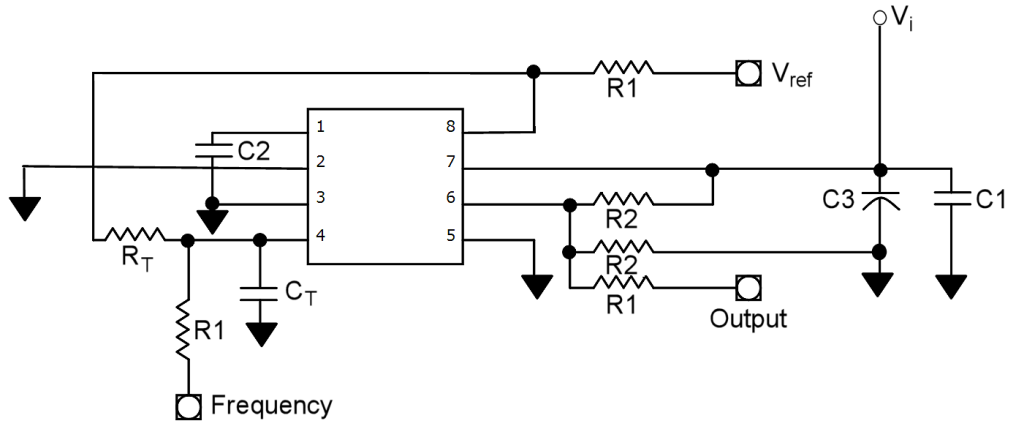 Vi
R1
Vref
1
8
C2
2
7
3
6
C3
C1
R2
4
5
RT
R2
CT
R1
R1
Output
Frequency